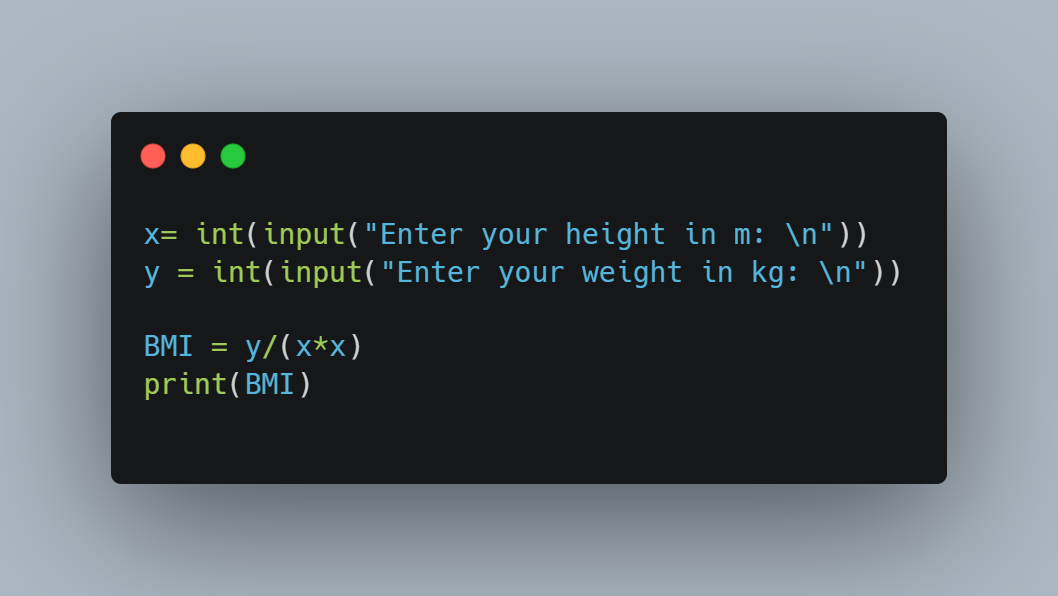 x= int(input("Enter your height in m: \n"))
y = int(input("Enter your weight in kg: \n"))
BMI = y/(x*x)
print(BMI)